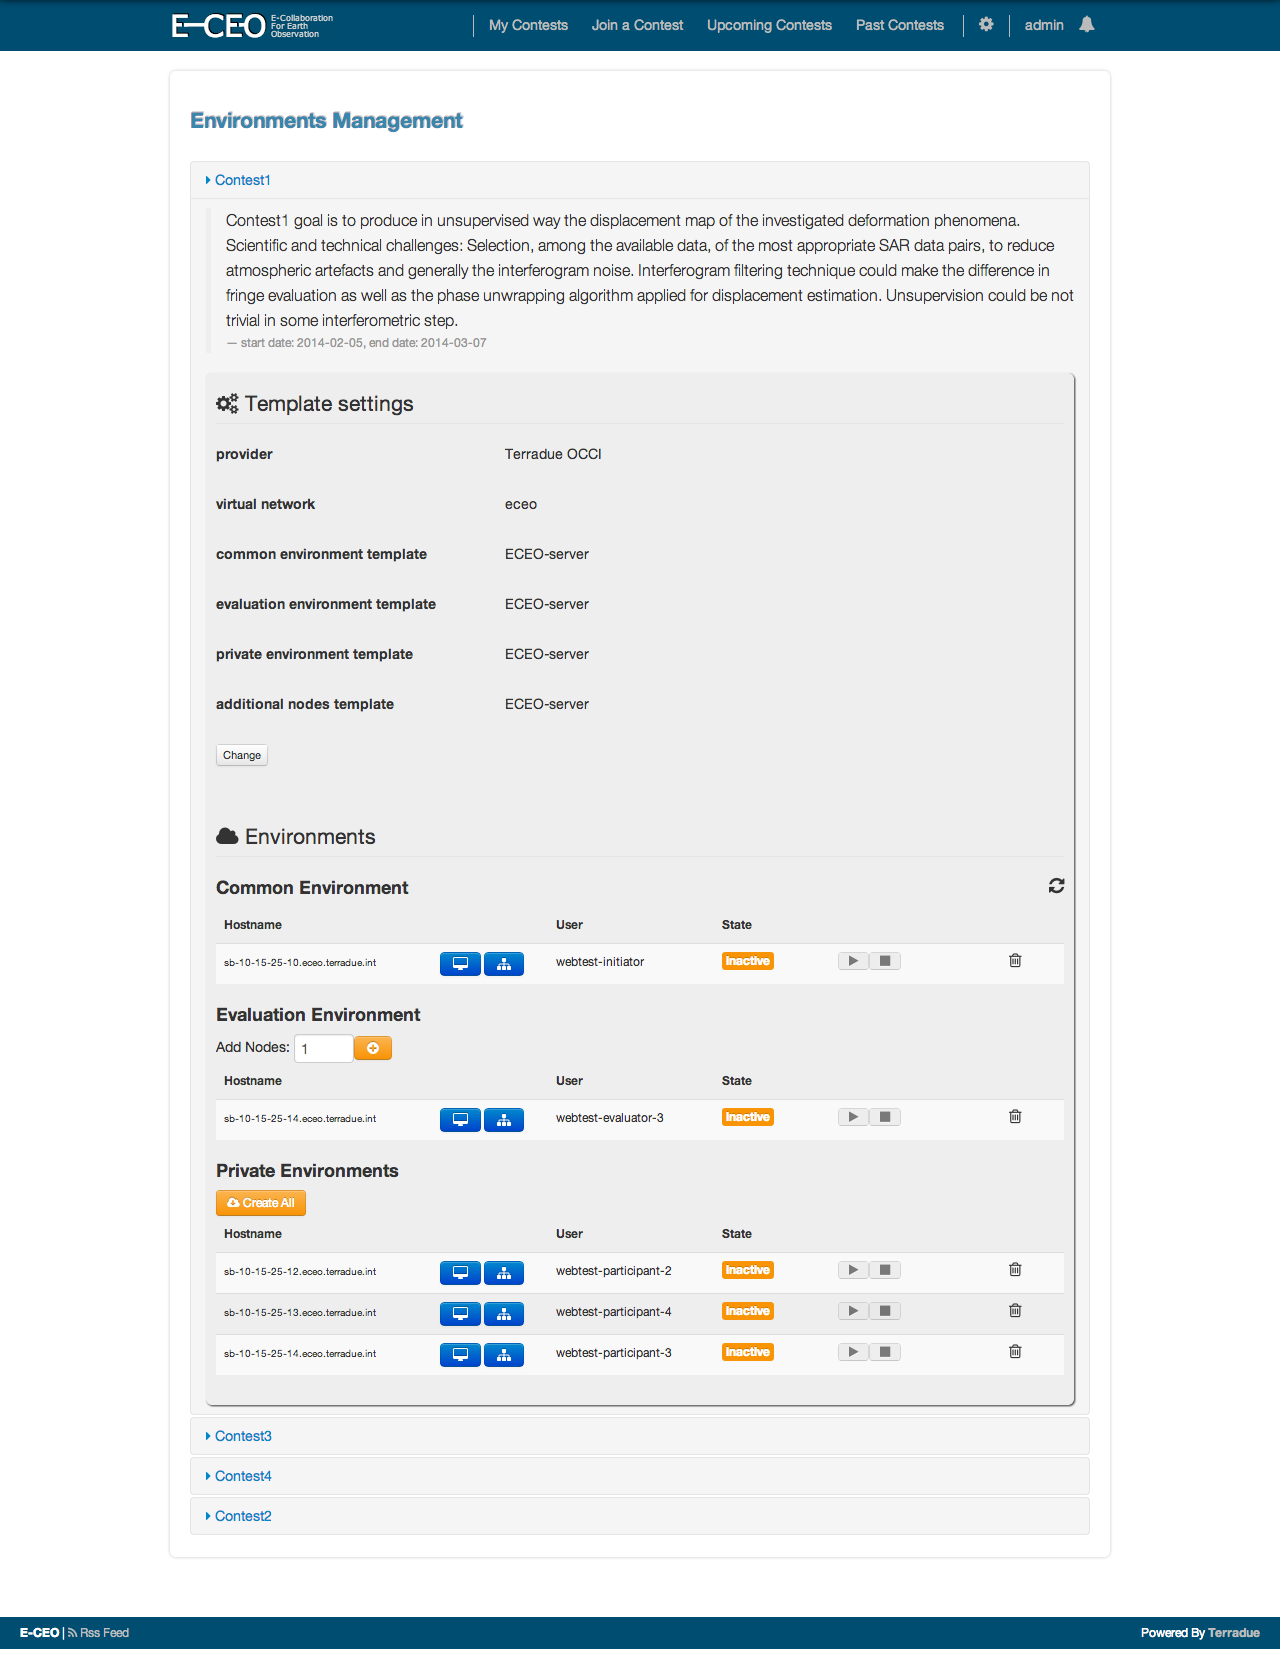 E-CEO E-Collaboration
For Earth
Observation
My Contests Join a Contest Upcoming Contests Past Contests admin
Environments Management
Contest1
Contest1 goal is to produce in unsupervised way the displacement map of the investigated deformation phenomena.
Scientific and technical challenges: Selection, among the available data, of the most appropriate SAR data pairs, to reduce
atmospheric artefacts and generally the interferogram noise. Interferogram filtering technique could make the difference in
fringe evaluation as well as the phase unwrapping algorithm applied for displacement estimation. Unsupervision could be not
trivial in some interferometric step.
— start date: 2014-02-05, end date: 2014-03-07
Template settings
provider Terradue OCCI
virtual network eceo
common environment template ECEO-server
evaluation environment template ECEO-server
private environment template ECEO-server
additional nodes template ECEO-server
Change
Environments
Common Environment
Hostname User State
sb-10-15-25-10.eceo.terradue.int webtest-initiator Inactive
Evaluation Environment
Add Nodes: 1
Hostname User State
sb-10-15-25-14.eceo.terradue.int webtest-evaluator-3 Inactive
Private Environments
Create All
Hostname User State
sb-10-15-25-12.eceo.terradue.int webtest-participant-2 Inactive
sb-10-15-25-13.eceo.terradue.int webtest-participant-4 Inactive
sb-10-15-25-14.eceo.terradue.int webtest-participant-3 Inactive
Contest3
Contest4
Contest2
E-CEO | Rss Feed Powered By Terradue